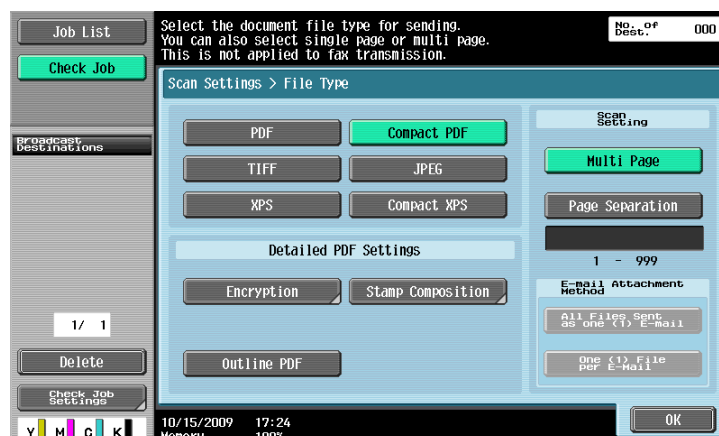 Job List
Check Job
Select the document file type for sending.
You can also select single page or multi page.
This is not applied to fax transmission.
No. of
Dest.
000
Scan Settings > File Type
Broadcast
Destinations
PDF
Compact PDF
TIFF
JPEG
XPS
Compact XPS
Scan
Setting
Multi Page
Page Separation
1 - 999
Detailed PDF Settings
Encryption
Stamp Composition
Outline PDF
E-mail Attachment
Method
All Files Sent
as one (1) E-mail
One (1) File
per E-Mail
1/ 1
Delete
Check Job
Settings
Y M C K
10/15/2009 17:24
Memory 100%
OK